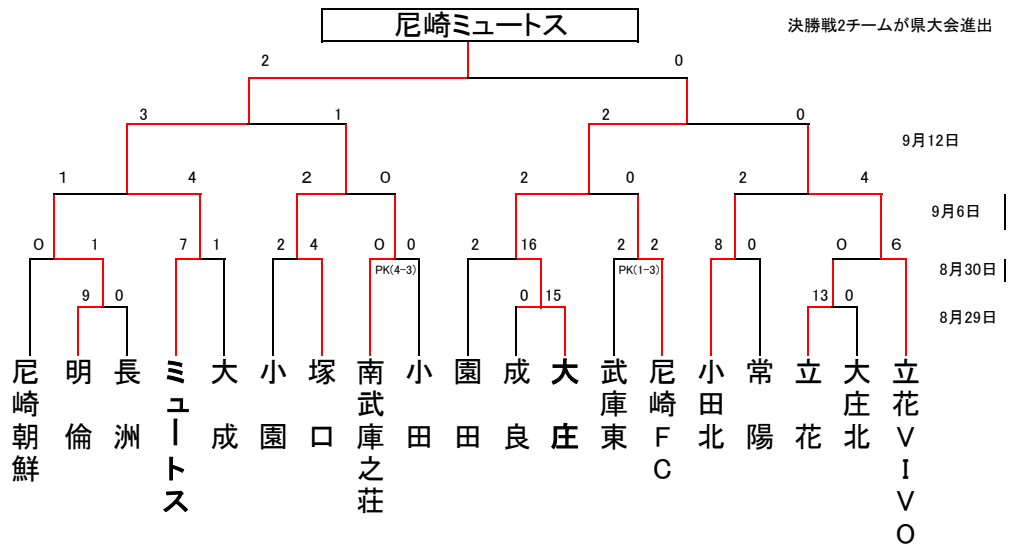 尼崎ミュートス
決勝戦2チームが県大会進出
2 0
3 1 2 0
9月12日
1 4 2 0 2 0 2 4
9月6日
0 1 7 1 2 4 0 0 2 16 2 2 8 0 0 6
PK(4-3) PK(1-3)
8月30日
9 0 0 15 13 0
8月29日
尼崎朝鮮
明倫
長洲
ミュートス
大成
小園
塚口
南武庫之荘
小田
園田
成良
大庄
武庫東
尼崎FC
小田北
常陽
立花
大庄北
立花VIVO